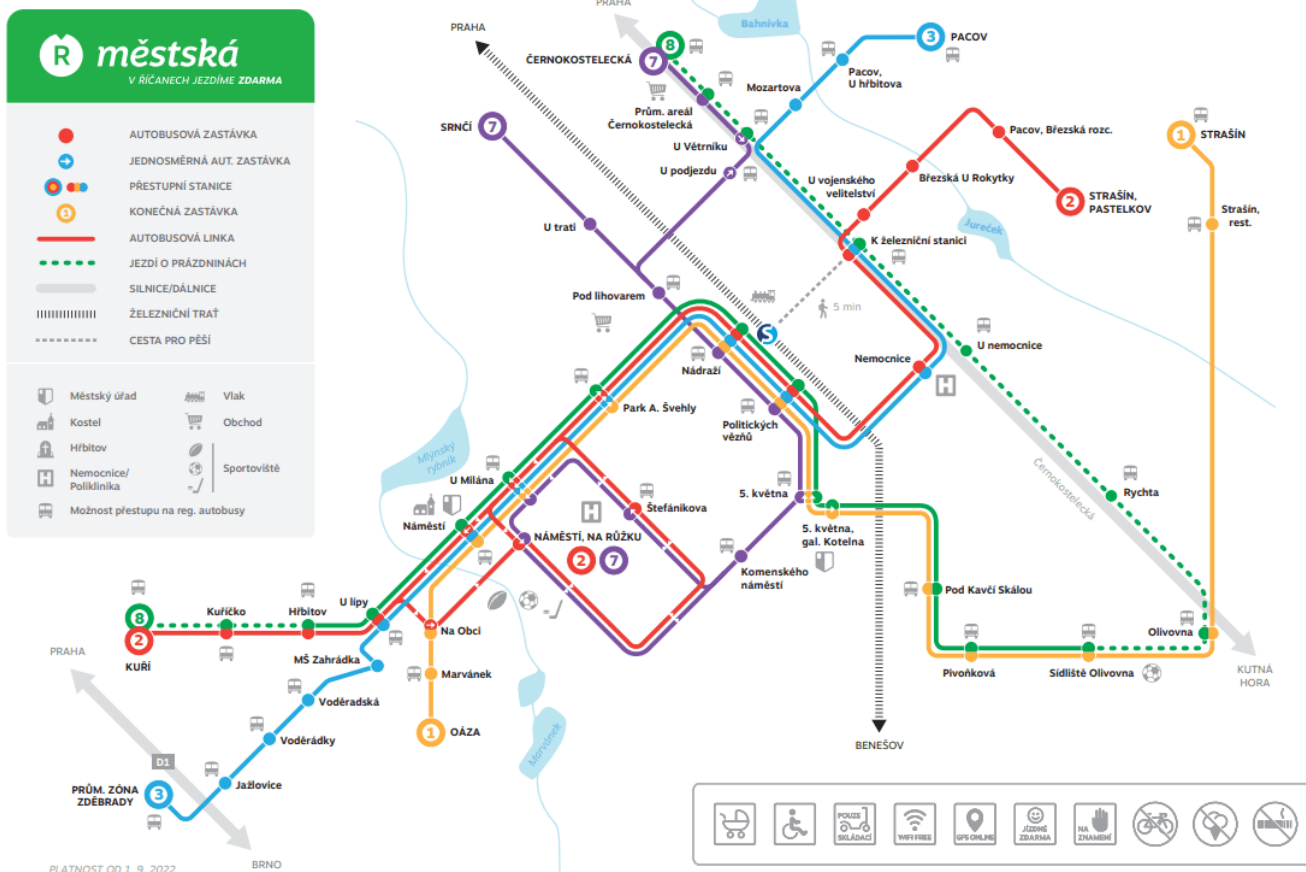 Ř městská
V ŘÍČANECH JEZDÍME ZDARMA
AUTOBUSOVÁ ZASTÁVKA
JEDNOSMĚRNÁ AUT. ZASTÁVKA
PŘESTUPNÍ STANICE
1 KONEČNÁ ZASTÁVKA
AUTOBUSOVÁ LINKA
JEZDÍ O PRÁZDNINÁCH
SILNICE/DÁLNICE
ŽELEZNIČNÍ TRAŤ
CESTA PRO PĚŠÍ
Městský úřad
Vlak
Kostel
Obchod
Hřbitov
H Nemocnice/
Poliklinika
Sportoviště
Možnost přestupu na reg. autobusy
PRAHA
PRAHA
Bahnivka
8
ČERNOKOSTELECKÁ 7
3 PACOV
Pacov,
U hřbitova
Mozartova
Prům. areál
Černokostelecká
SRNČÍ 7
U Větrníku
U podjezdu
Pacov, Březská rozc.
1 STRAŠÍN
Březská U Rokytky
U vojenského
velitelství
2 STRAŠÍN,
PASTELKOV
Strašín,
rest.
U trati
Jureček
K železniční stanici
Pod lihovarem
5 min
S
U nemocnice
Nemocnice
H
Nádraží
Park A. Švehly
Politických
vězňů
Mlýnský
rybník
U Milána
Černokostelecká
Rychta
5. května
Štefánikova
H
Náměstí
NÁMĚSTÍ, NA RŮŽKU
2 7
5. května,
gal. Kotelna
Komenského
náměstí
Pod Kavčí Skálou
8
2
KUŘÍ
Kuříčko
Hřbitov
U lípy
Na Obci
Olivovna
MŠ Zahrádka
Marvánek
Pivoňková
Sídliště Olivovna
KUTNÁ
HORA
PRAHA
Voděradská
1 OÁZA
Marvánek
Voděrádky
BENEŠOV
D1
PRŮM. ZÓNA
ZDĚBRADY
3
Jažlovice
BRNO
POUZE
SKLÁDACÍ
WIFI FREE
GPS ONLINE
JÍZDNÉ
ZDARMA
NA
ZNAMENÍ
PLATNOST OD 1. 9. 2022